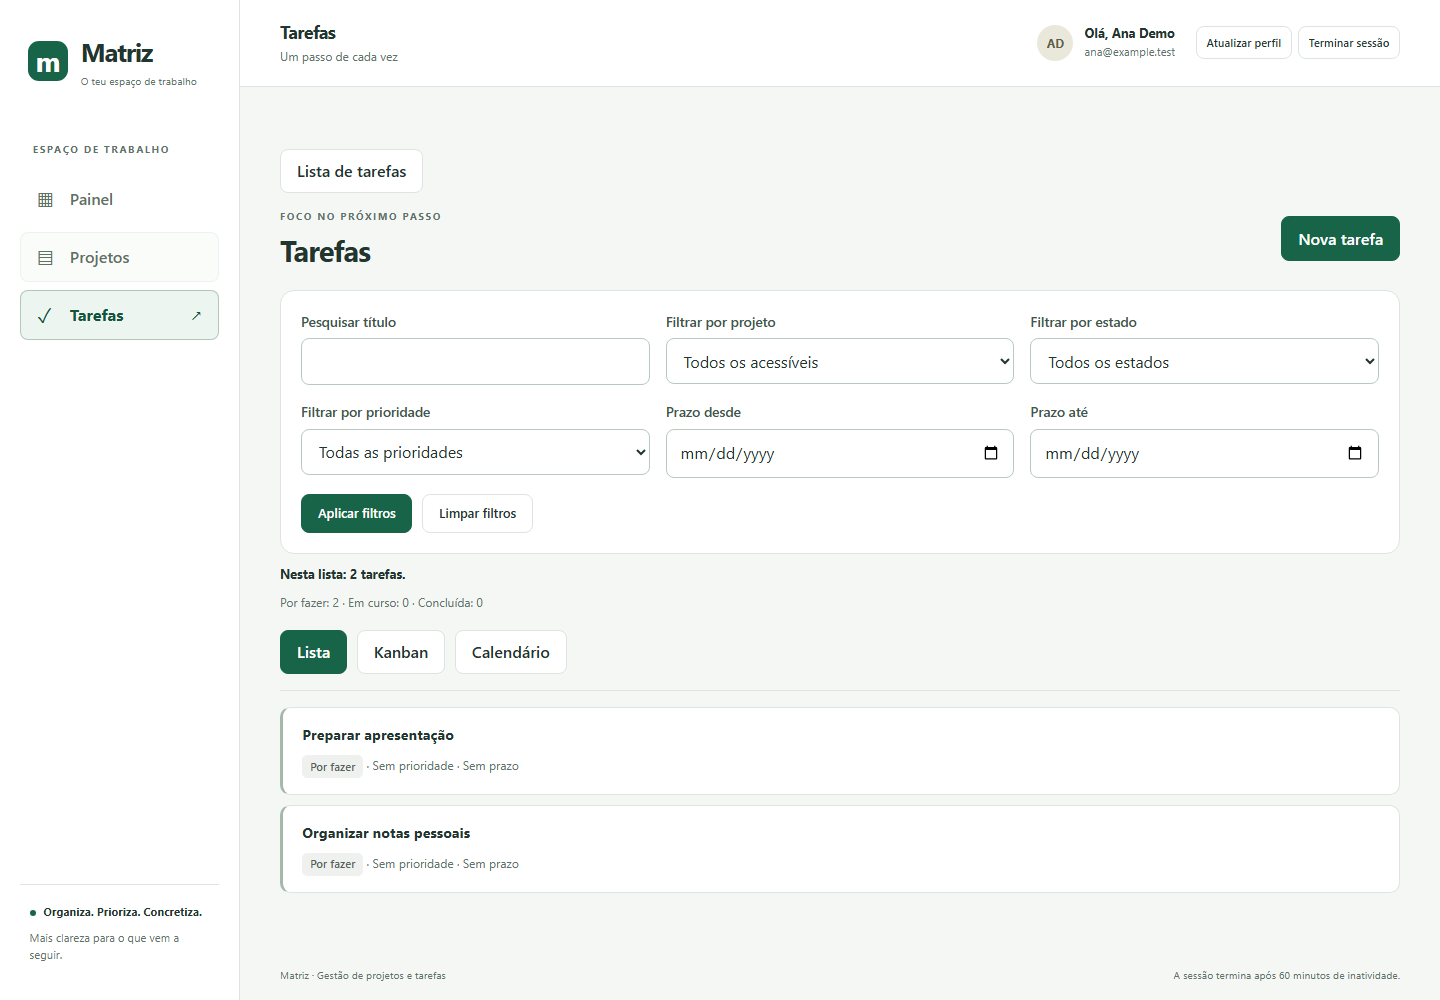 m
Matriz
O teu espaço de trabalho
ESPAÇO DE TRABALHO
Painel
Projetos
Tarefas
Tarefas
Um passo de cada vez
AD
Olá, Ana Demo
ana@example.test
Atualizar perfil
Terminar sessão
Lista de tarefas
FOCO NO PRÓXIMO PASSO
Tarefas
Nova tarefa
Pesquisar título
Filtrar por projeto
Todos os acessíveis
Filtrar por estado
Todos os estados
Filtrar por prioridade
Todas as prioridades
Prazo desde
mm/dd/yyyy
Prazo até
mm/dd/yyyy
Aplicar filtros
Limpar filtros
Nesta lista: 2 tarefas.
Por fazer: 2 · Em curso: 0 · Concluída: 0
Lista
Kanban
Calendário
Preparar apresentação
Por fazer · Sem prioridade · Sem prazo
Organizar notas pessoais
Por fazer · Sem prioridade · Sem prazo
Organiza. Prioriza. Concretiza.
Mais clareza para o que vem a
seguir.
Matriz · Gestão de projetos e tarefas
A sessão termina após 60 minutos de inatividade.